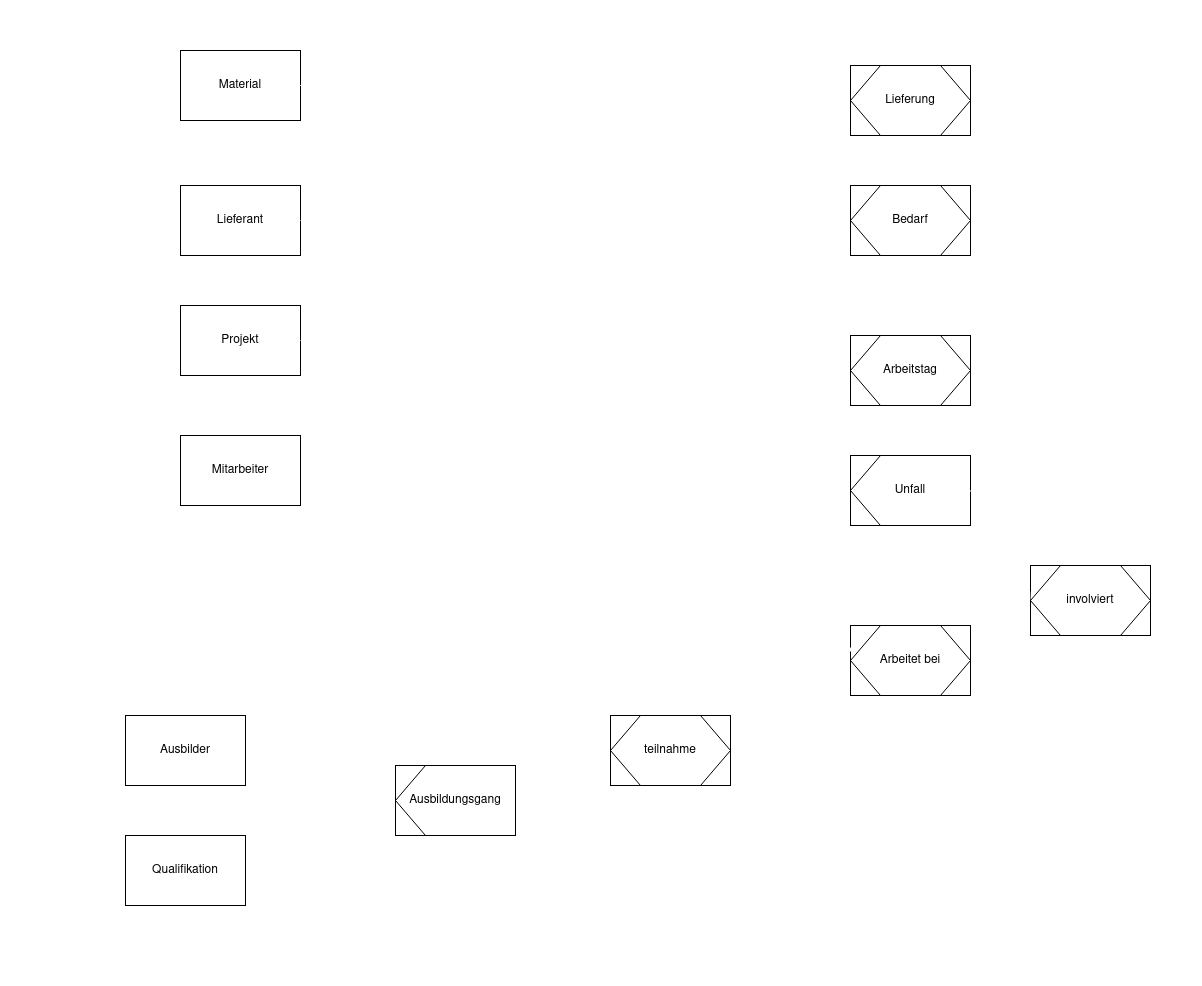 Material
Lieferung
Lieferant
Bedarf
Projekt
Arbeitstag
Mitarbeiter
Unfall
involviert
Arbeitet bei
Ausbilder
teilnahme
Ausbildungsgang
Qualifikation